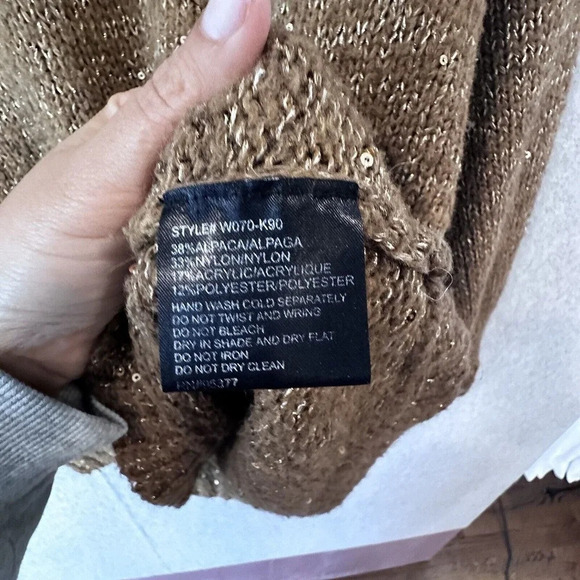 STYLE# W070-K90
38%ALPACA/ALPAGA
33%NYLON/NYLON
17%ACRYLIC/ACRYLIQUE
12%POLYESTER/POLYESTER
HAND WASH COLD SEPARATELY
DO NOT TWIST AND WRING
DO NOT BLEACH
DRY IN SHADE AND DRY FLAT
DO NOT IRON
DO NOT DRY CLEAN